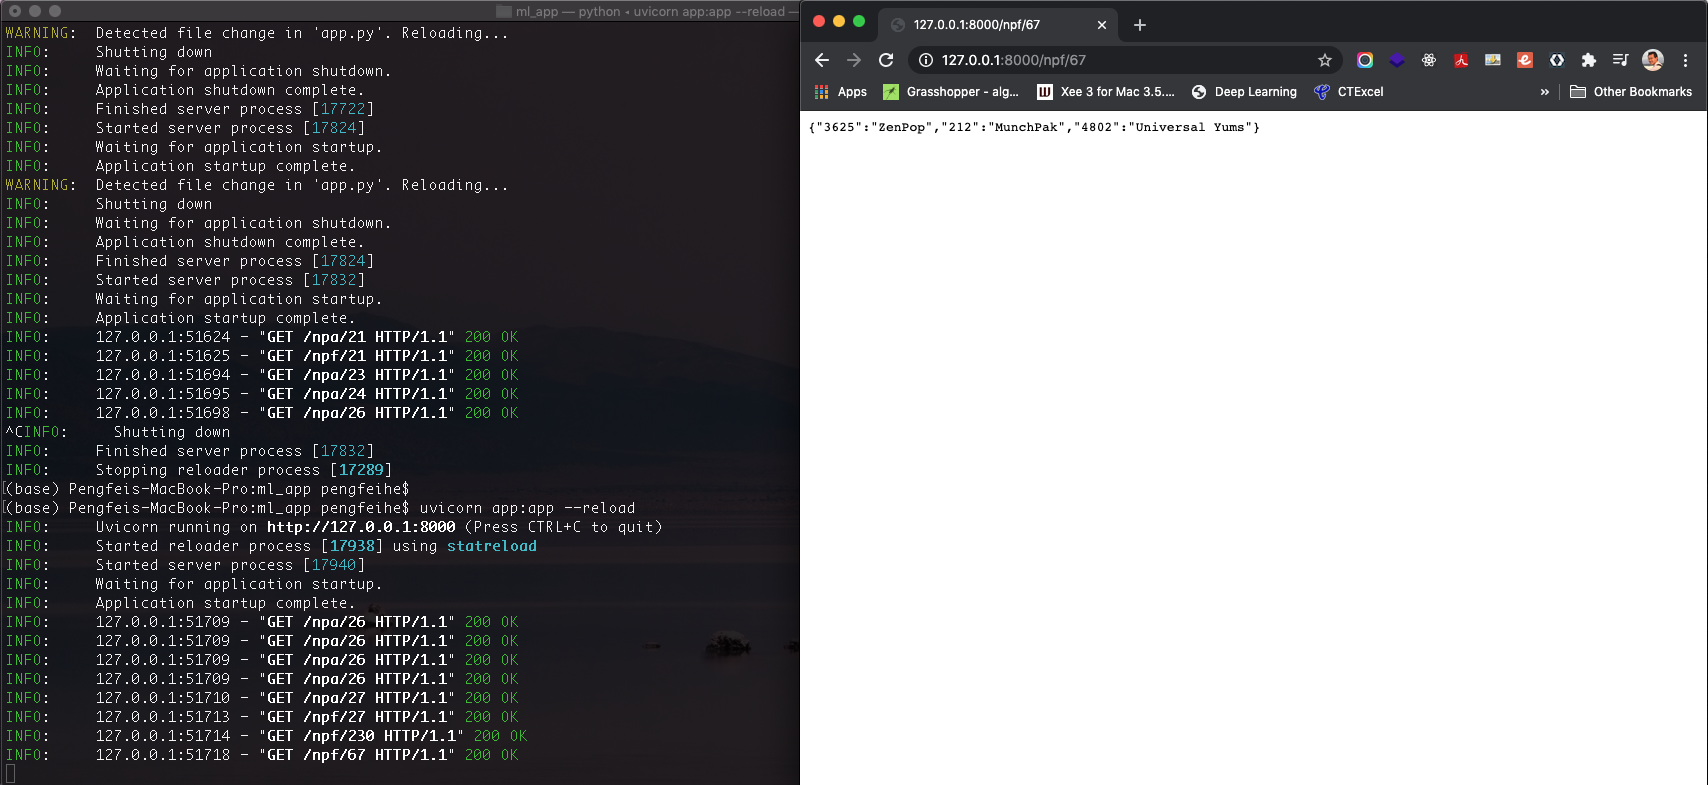 ml_app — python ◂ uvicorn app:app --reload —
WARNING:  Detected file change in 'app.py'. Reloading...
INFO:     Shutting down
INFO:     Waiting for application shutdown.
INFO:     Application shutdown complete.
INFO:     Finished server process [17722]
INFO:     Started server process [17824]
INFO:     Waiting for application startup.
INFO:     Application startup complete.
WARNING:  Detected file change in 'app.py'. Reloading...
INFO:     Shutting down
INFO:     Waiting for application shutdown.
INFO:     Application shutdown complete.
INFO:     Finished server process [17824]
INFO:     Started server process [17832]
INFO:     Waiting for application startup.
INFO:     Application startup complete.
INFO:     127.0.0.1:51624 - "GET /npa/21 HTTP/1.1" 200 OK
INFO:     127.0.0.1:51625 - "GET /npf/21 HTTP/1.1" 200 OK
INFO:     127.0.0.1:51694 - "GET /npa/23 HTTP/1.1" 200 OK
INFO:     127.0.0.1:51695 - "GET /npa/24 HTTP/1.1" 200 OK
INFO:     127.0.0.1:51698 - "GET /npa/26 HTTP/1.1" 200 OK
^CINFO:     Shutting down
INFO:     Finished server process [17832]
INFO:     Stopping reloader process [17289]
(base) Pengfeis-MacBook-Pro:ml_app pengfeihe$
(base) Pengfeis-MacBook-Pro:ml_app pengfeihe$ uvicorn app:app --reload
INFO:     Uvicorn running on http://127.0.0.1:8000 (Press CTRL+C to quit)
INFO:     Started reloader process [17938] using statreload
INFO:     Started server process [17940]
INFO:     Waiting for application startup.
INFO:     Application startup complete.
INFO:     127.0.0.1:51709 - "GET /npa/26 HTTP/1.1" 200 OK
INFO:     127.0.0.1:51709 - "GET /npa/26 HTTP/1.1" 200 OK
INFO:     127.0.0.1:51709 - "GET /npa/26 HTTP/1.1" 200 OK
INFO:     127.0.0.1:51709 - "GET /npa/26 HTTP/1.1" 200 OK
INFO:     127.0.0.1:51710 - "GET /npa/27 HTTP/1.1" 200 OK
INFO:     127.0.0.1:51713 - "GET /npf/27 HTTP/1.1" 200 OK
INFO:     127.0.0.1:51714 - "GET /npf/230 HTTP/1.1" 200 OK
INFO:     127.0.0.1:51718 - "GET /npf/67 HTTP/1.1" 200 OK
127.0.0.1:8000/npf/67
127.0.0.1:8000/npf/67
Apps Grasshopper - alg... Xee 3 for Mac 3.5.... Deep Learning CTExcel » Other Bookmarks
{"3625":"ZenPop","212":"MunchPak","4802":"Universal Yums"}